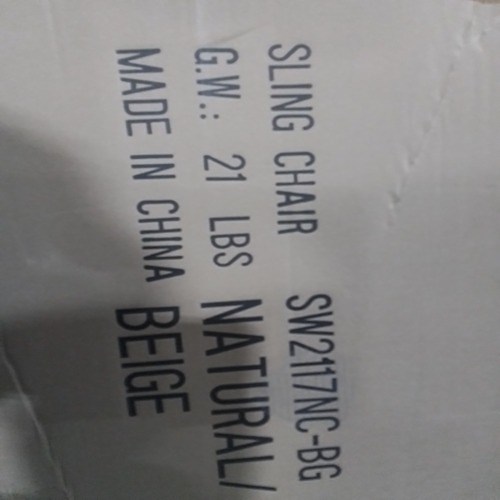 SLING CHAIR SW2117NC-BG
G.W.: 21 LBS NATURAL/
MADE IN CHINA BEIGE